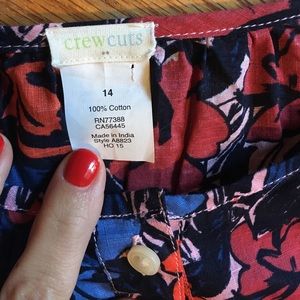 crewcuts
14
100% Cotton
RN77388
CA56445
Made in India
Style A8823
HO 15